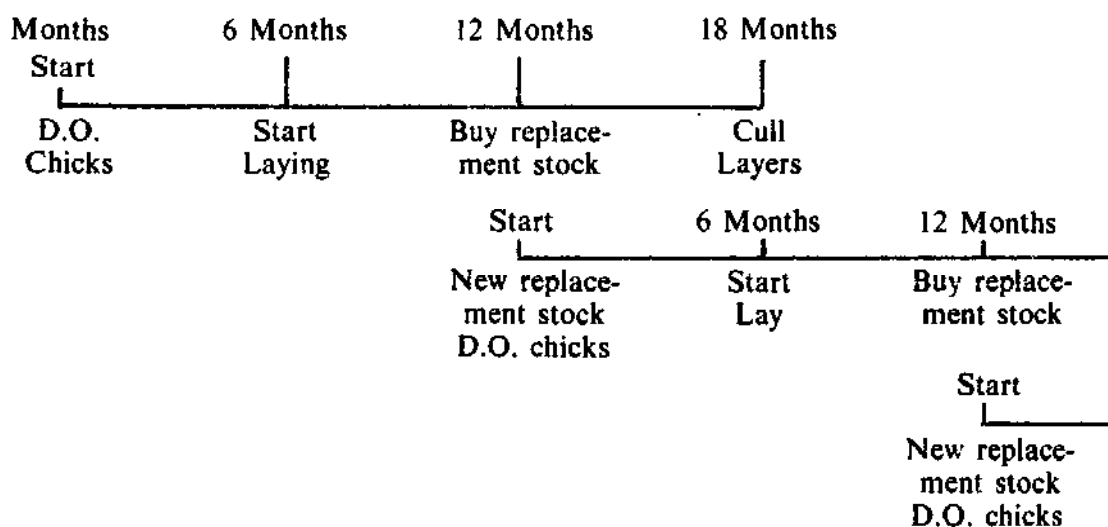 Months 6 Months 12 Months 18 Months
Start
D.O. Start Buy replace- Cull
Chicks Laying ment stock Layers
Start 6 Months 12 Months
New replace- Start Buy replace-
ment stock Lay ment stock
D.O. chicks
Start
New replace-
ment stock
D.O. chicks